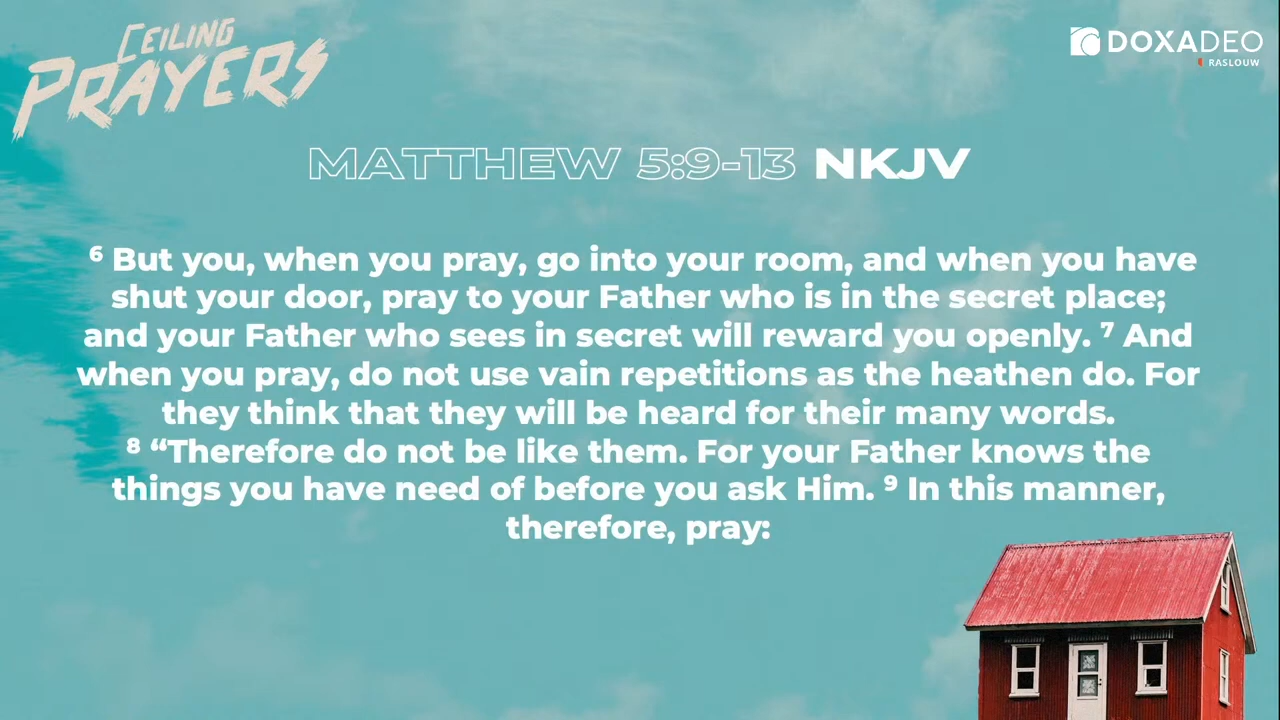 CEILING
PRAYERS
DOXADEO
RASLOUW
MATTHEW 5:9-13 NKJV
⁶ But you, when you pray, go into your room, and when you have
shut your door, pray to your Father who is in the secret place;
and your Father who sees in secret will reward you openly. ⁷ And
when you pray, do not use vain repetitions as the heathen do. For
they think that they will be heard for their many words.
⁸ “Therefore do not be like them. For your Father knows the
things you have need of before you ask Him. ⁹ In this manner,
therefore, pray: